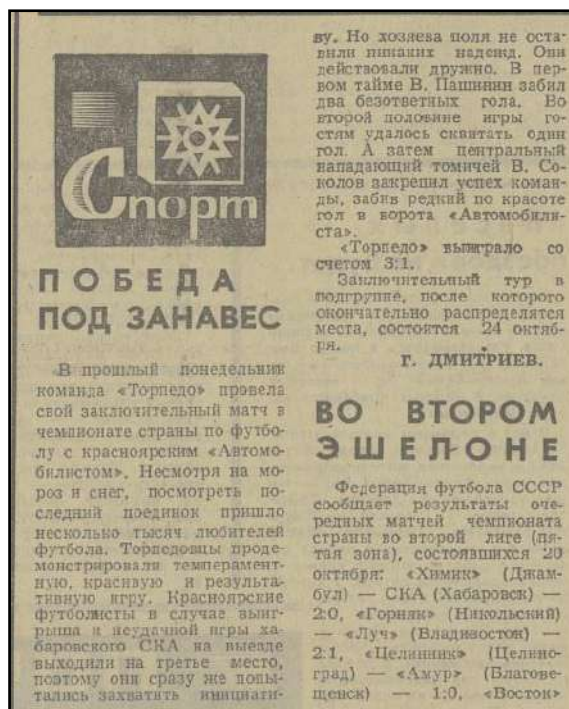 Спорт
ПОБЕДА
ПОД ЗАНАВЕС
В прошлый понедельник
команда «Торпедо» провела
свой заключительный матч в
чемпионате страны по футбо-
лу с красноярским «Автомо-
билистом». Несмотря на мо-
роз и снег, посмотреть по-
следний поединок пришло
несколько тысяч любителей
футбола. Торпедовцы проде-
монстрировали темперамент-
ную, красивую и результа-
тивную игру. Красноярские
футболисты в случае выиг-
рыша и неудачной игры ха-
баровского СКА на выезде
выходили на третье место,
поэтому они сразу же попы-
тались захватить инициати-
ву. Но хозяева поля не оста-
вили никаких надежд. Они
действовали дружно. В пер-
вом тайме В. Пашинин забил
два безответных гола. Во
второй половине игры го-
стям удалось сквитать один
гол. А затем центральный
нападающий томичей В. Со-
колов закрепил успех коман-
ды, забив редкий по красоте
гол в ворота «Автомобили-
ста».
«Торпедо» выиграло со
счетом 3:1.
Заключительный тур в
подгруппе, после которого
окончательно распределятся
места, состоится 24 октяб-
ря.
Г. ДМИТРИЕВ.
ВО ВТОРОМ
ЭШЕЛОНЕ
Федерация футбола СССР
сообщает результаты оче-
редных матчей чемпионата
страны во второй лиге (пя-
тая зона), состоявшихся 20
октября: «Химик» (Джам-
бул) — СКА (Хабаровск) —
2:0, «Горняк» (Никольский)
— «Луч» (Владивосток) —
2:1, «Целинник» (Целино-
град) — «Амур» (Благове-
щенск) — 1:0, «Восток»